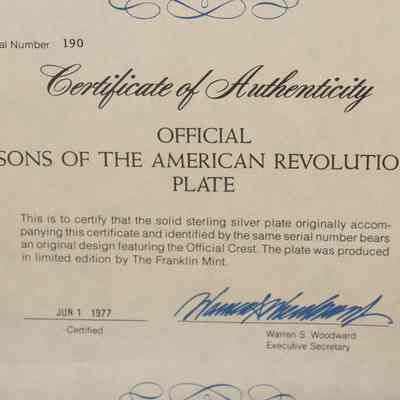 al Number 190
Certificate of Authenticity
OFFICIAL
SONS OF THE AMERICAN REVOLUTIO
PLATE
This is to certify that the solid sterling silver plate originally accom-
panying this certificate and identified by the same serial number bears
an original design featuring the Official Crest. The plate was produced
in limited edition by The Franklin Mint.
JUN 1 1977
Certified
Warren S. Woodward
Warren S. Woodward
Executive Secretary